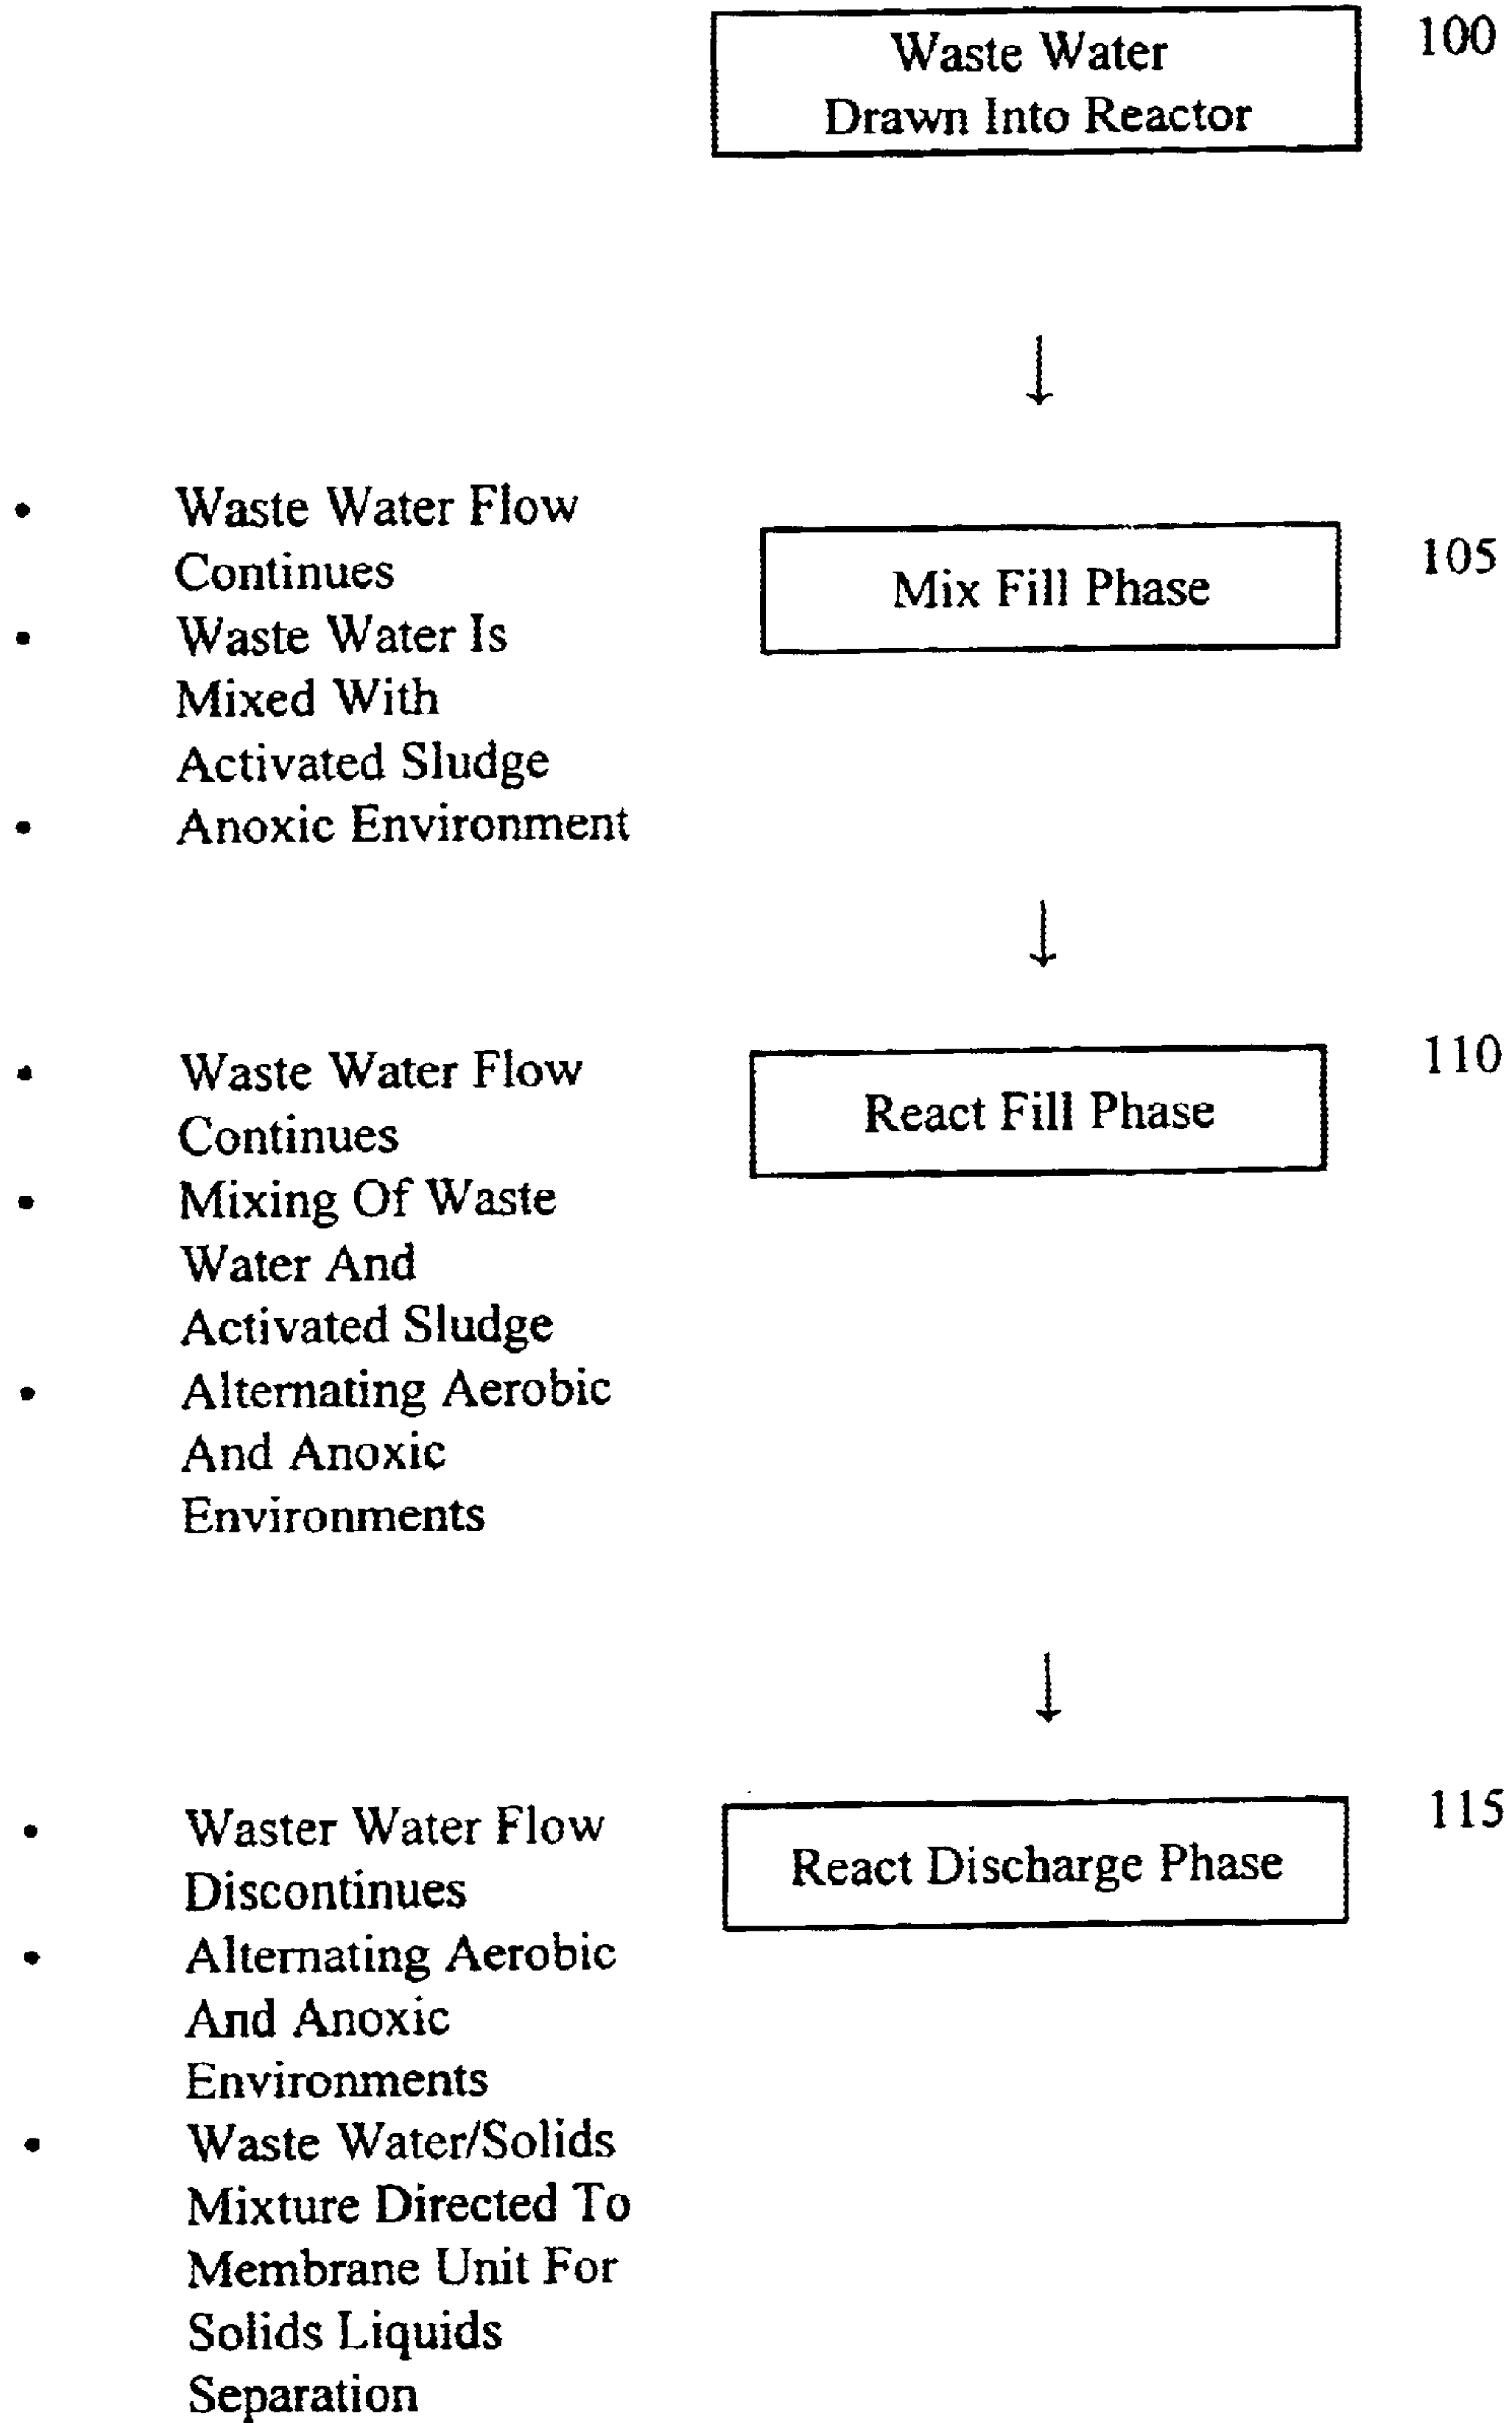 Waste Water
Drawn Into Reactor
100
↓
• Waste Water Flow
Continues
• Waste Water Is
Mixed With
Activated Sludge
• Anoxic Environment
Mix Fill Phase
105
↓
• Waste Water Flow
Continues
• Mixing Of Waste
Water And
Activated Sludge
• Alternating Aerobic
And Anoxic
Environments
React Fill Phase
110
↓
• Waster Water Flow
Discontinues
• Alternating Aerobic
And Anoxic
Environments
• Waste Water/Solids
Mixture Directed To
Membrane Unit For
Solids Liquids
Separation
React Discharge Phase
115